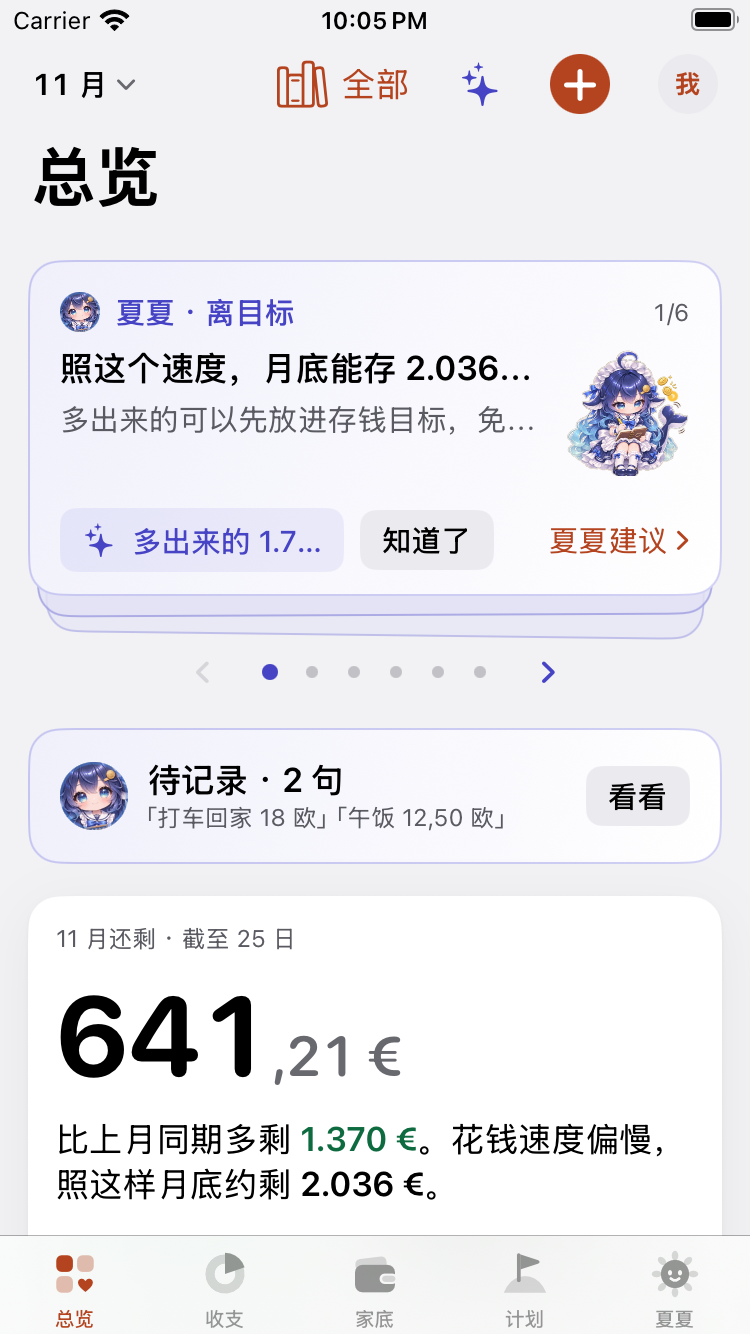 Carrier 10:05 PM
11 月 全部 我
总览
夏夏 · 离目标 1/6
照这个速度，月底能存 2.036…
多出来的可以先放进存钱目标，免…
多出来的 1.7… 知道了 夏夏建议
待记录 · 2 句
「打车回家 18 欧」「午饭 12,50 欧」
看看
11 月还剩 · 截至 25 日
641,21 €
比上月同期多剩 1.370 €。花钱速度偏慢，
照这样月底约剩 2.036 €。
总览 收支 家底 计划 夏夏